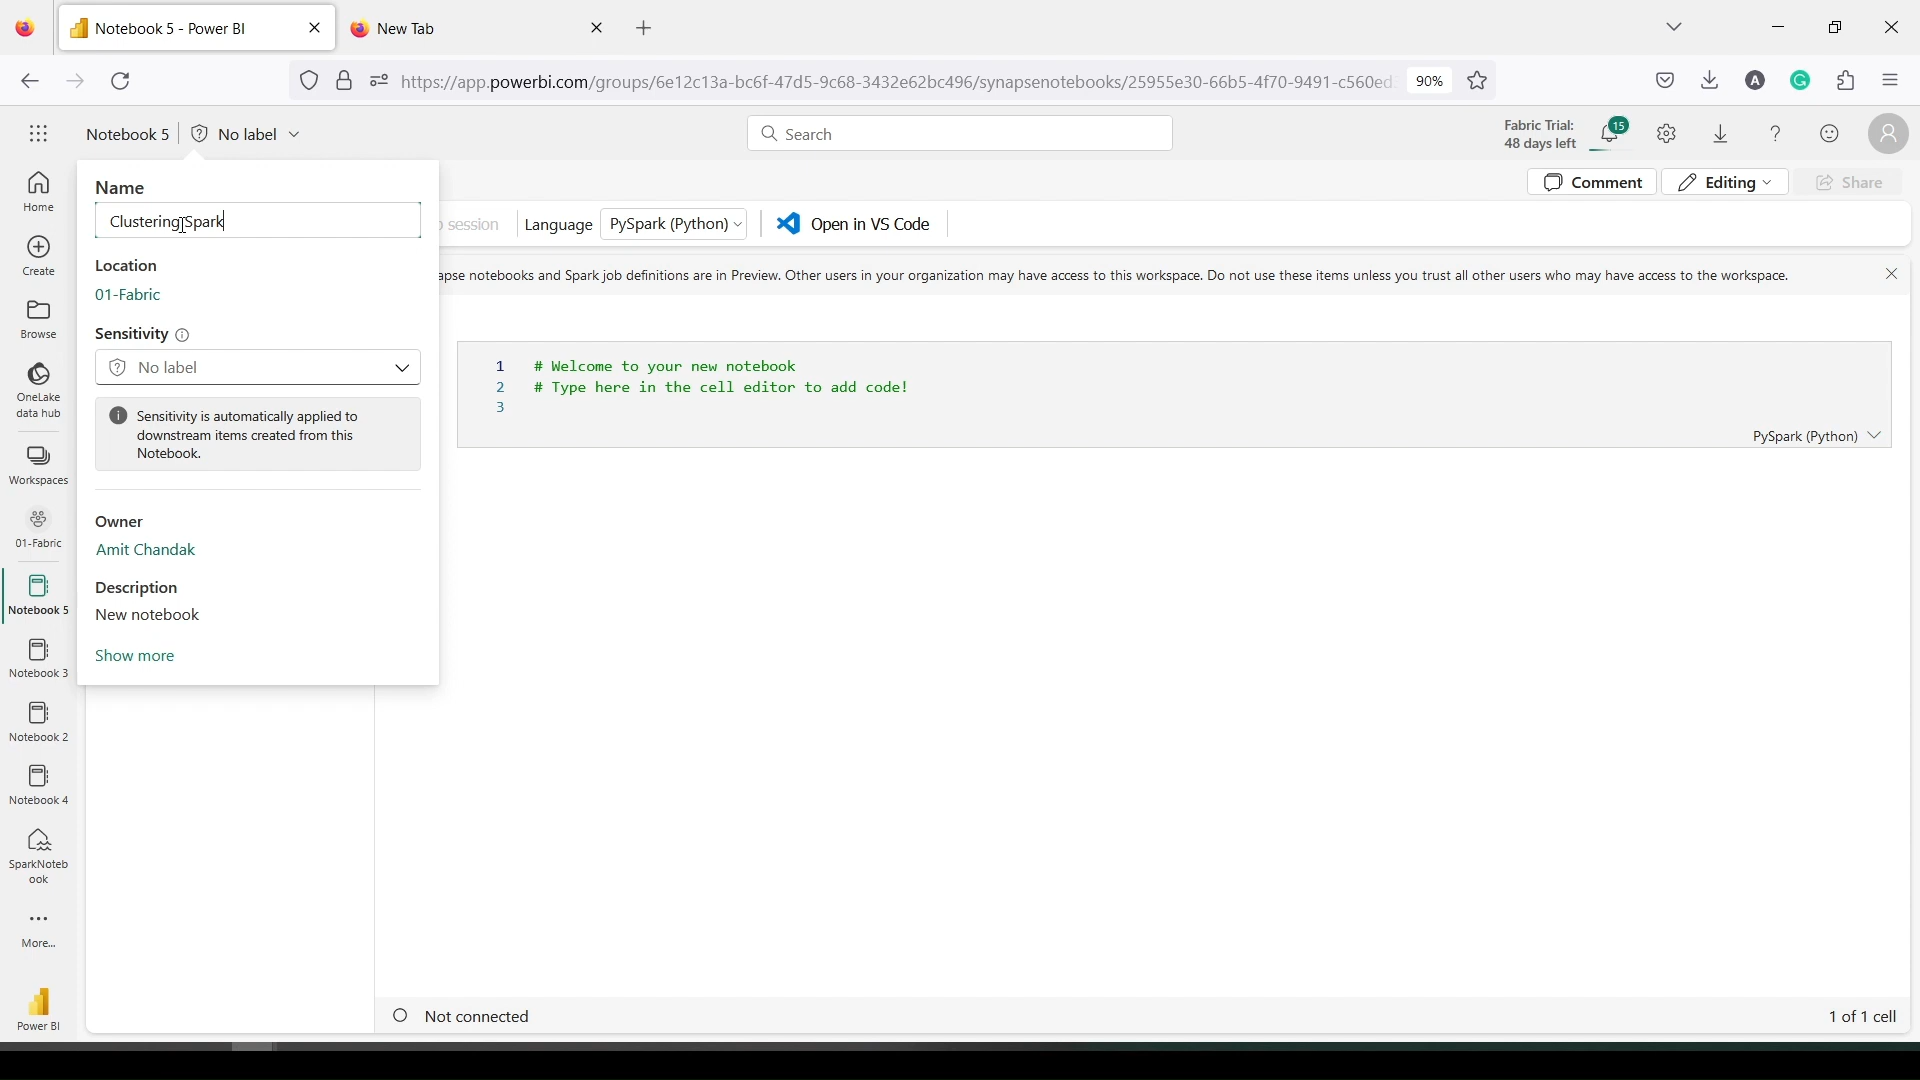 Notebook 5 - Power BI
New Tab
https://app.powerbi.com/groups/6e12c13a-bc6f-47d5-9c68-3432e62bc496/synapsenotebooks/25955e30-66b5-4f70-9491-c560ed
90%
A
G
Notebook 5
No label
Search
Fabric Trial:
48 days left
15
Home
Create
Browse
OneLake
data hub
Workspaces
01-Fabric
Notebook 5
Notebook 3
Notebook 2
Notebook 4
SparkNoteb
ook
More...
Power BI
Name
Clustering Spark
Location
01-Fabric
Sensitivity
No label
Sensitivity is automatically applied to
downstream items created from this
Notebook.
Owner
Amit Chandak
Description
New notebook
Show more
Comment
Editing
Share
session
Language
PySpark (Python)
Open in VS Code
apse notebooks and Spark job definitions are in Preview. Other users in your organization may have access to this workspace. Do not use these items unless you trust all other users who may have access to the workspace.
1 # Welcome to your new notebook
2 # Type here in the cell editor to add code!
3
PySpark (Python)
Not connected
1 of 1 cell